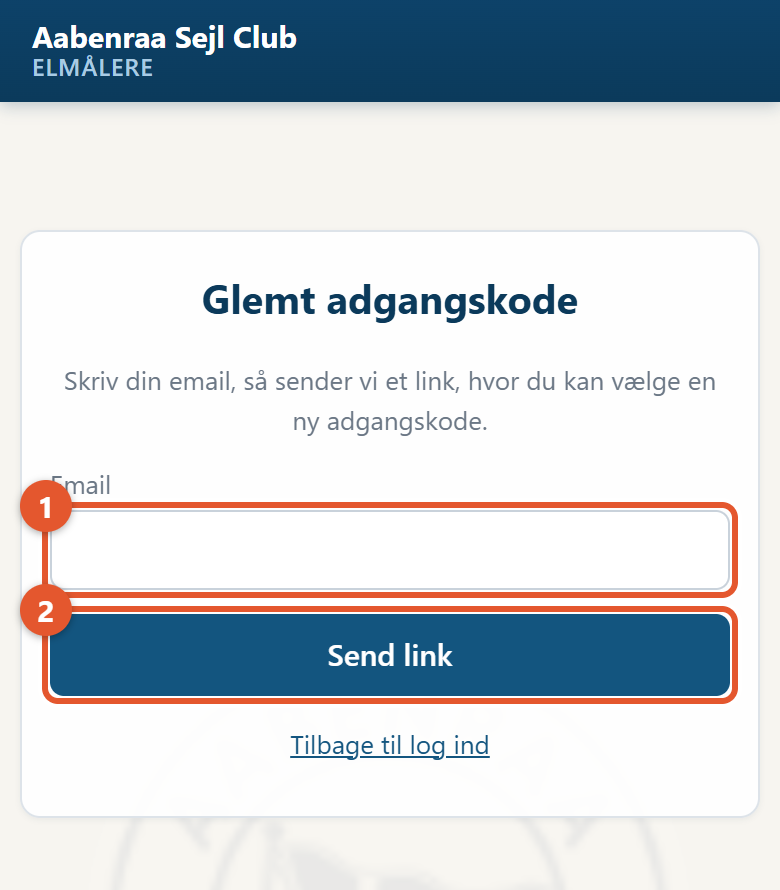 Aabenraa Sejl Club
ELMÅLERE
Glemt adgangskode
Skriv din email, så sender vi et link, hvor du kan vælge en
ny adgangskode.
Email
1
2
Send link
Tilbage til log ind